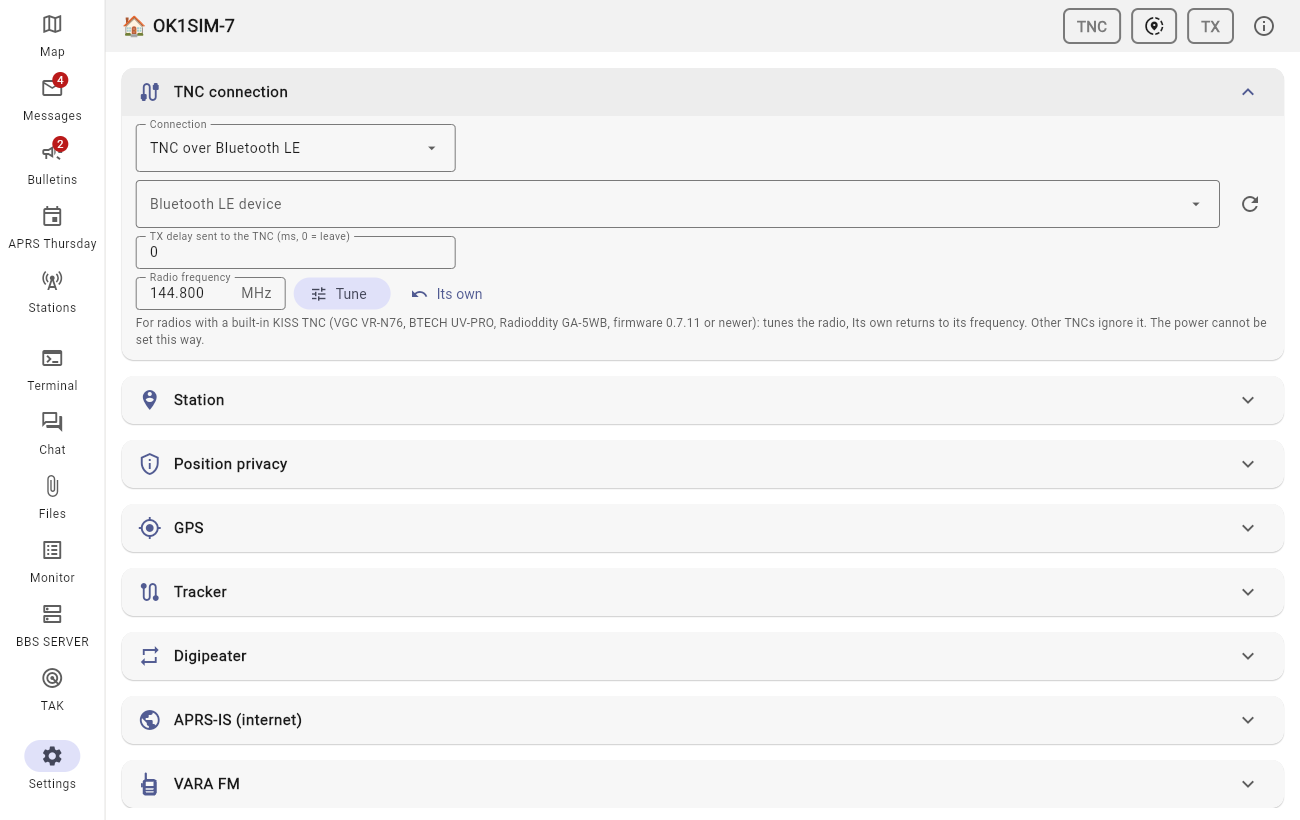 OK1SIM-7
TNC
TX
Map
4
Messages
2
Bulletins
APRS Thursday
Stations
Terminal
Chat
Files
Monitor
BBS SERVER
TAK
Settings
TNC connection
Connection
TNC over Bluetooth LE
Bluetooth LE device
TX delay sent to the TNC (ms, 0 = leave)
0
Radio frequency
144.800 MHz
Tune
Its own
For radios with a built-in KISS TNC (VGC VR-N76, BTECH UV-PRO, Radioddity GA-5WB, firmware 0.7.11 or newer): tunes the radio, Its own returns to its frequency. Other TNCs ignore it. The power cannot be
set this way.
Station
Position privacy
GPS
Tracker
Digipeater
APRS-IS (internet)
VARA FM